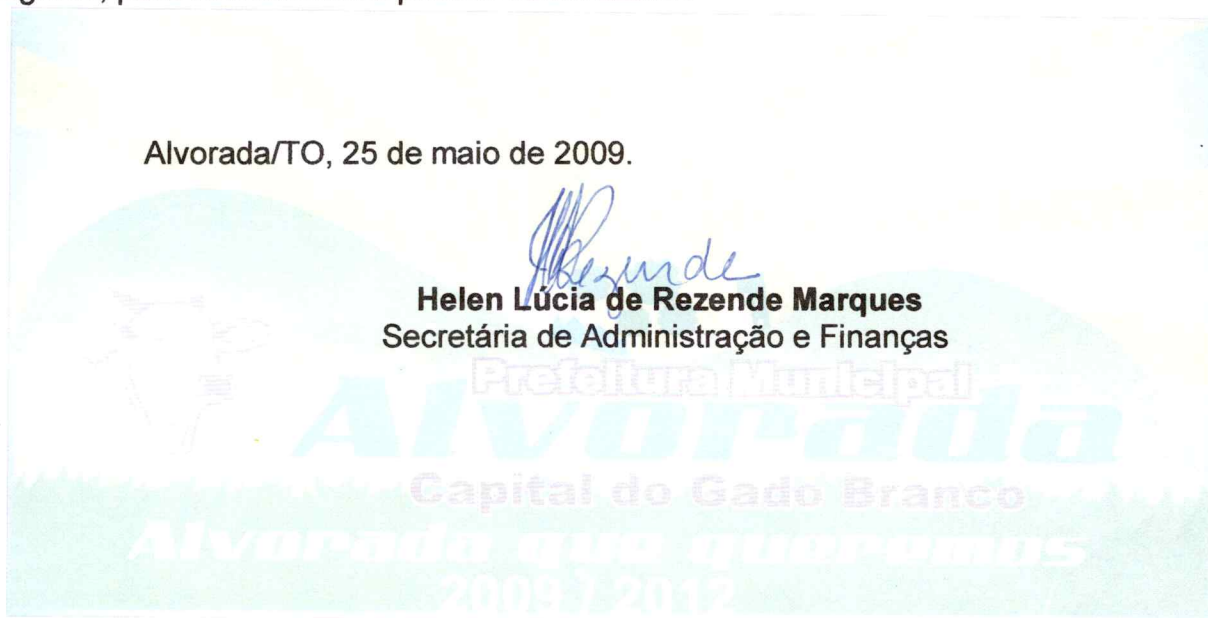 Alvorada/TO, 25 de maio de 2009.
Rezende
Helen Lúcia de Rezende Marques
Secretária de Administração e Finanças
Prefeitura Municipal
Alvorada
Capital do Gado Branco
Alvorada que queremos
2009 / 2012